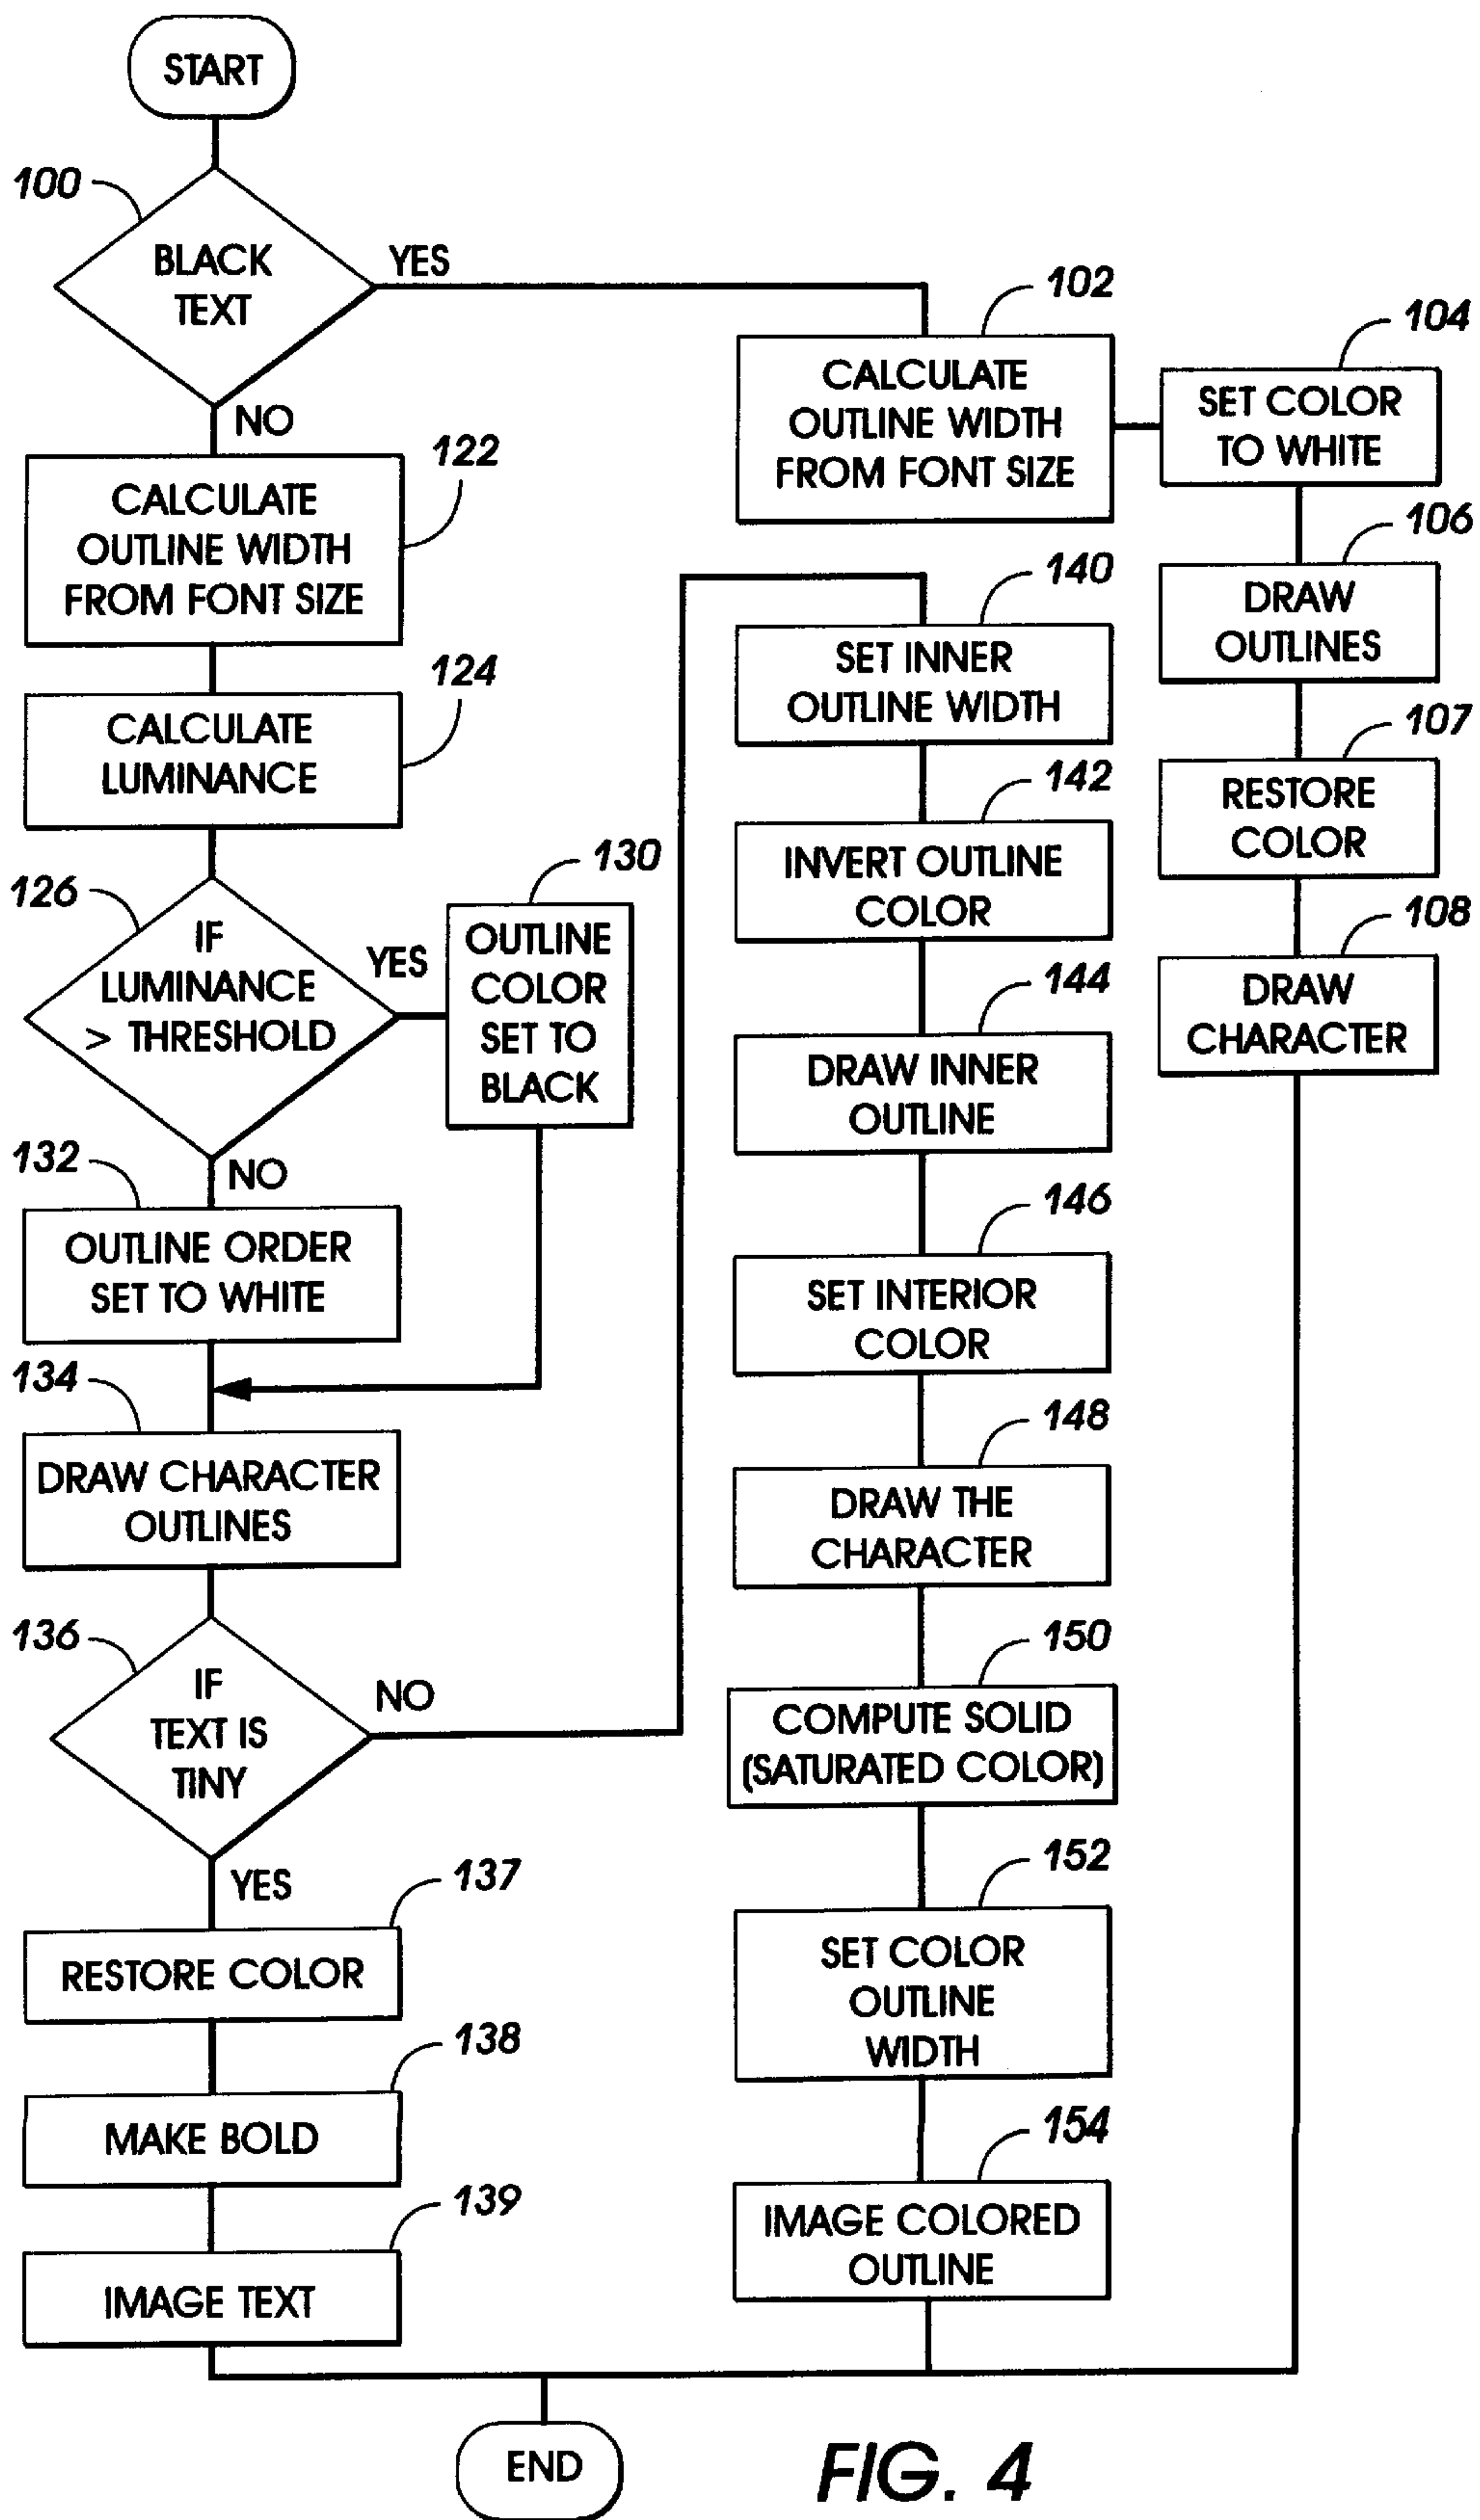 START
100
BLACK
TEXT
YES
NO
122
CALCULATE
OUTLINE WIDTH
FROM FONT SIZE
124
CALCULATE
LUMINANCE
126
IF
LUMINANCE
> THRESHOLD
YES
NO
130
OUTLINE
COLOR
SET TO
BLACK
132
OUTLINE ORDER
SET TO WHITE
134
DRAW CHARACTER
OUTLINES
136
IF
TEXT IS
TINY
NO
YES
137
RESTORE COLOR
138
MAKE BOLD
139
IMAGE TEXT
102
CALCULATE
OUTLINE WIDTH
FROM FONT SIZE
140
SET INNER
OUTLINE WIDTH
142
INVERT OUTLINE
COLOR
144
DRAW INNER
OUTLINE
146
SET INTERIOR
COLOR
148
DRAW THE
CHARACTER
150
COMPUTE SOLID
(SATURATED COLOR)
152
SET COLOR
OUTLINE
WIDTH
154
IMAGE COLORED
OUTLINE
104
SET COLOR
TO WHITE
106
DRAW
OUTLINES
107
RESTORE
COLOR
108
DRAW
CHARACTER
END
FIG. 4